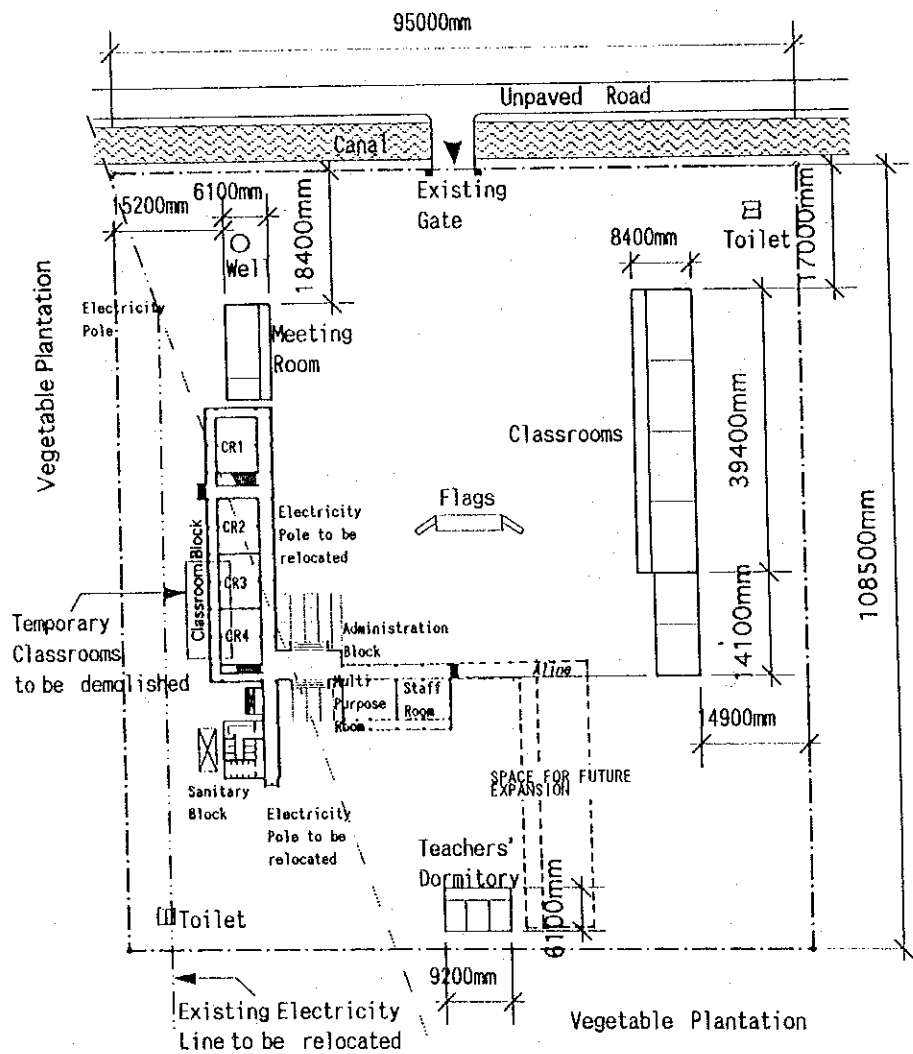 95000mm
Unpaved Road
Canal
Existing
Gate
15200mm
6100mm
18400mm
Well
8400mm
Toilet
17000mm
Vegetable Plantation
Electricity
Pole
Meeting
Room
Classrooms
39400mm
108500mm
CR1
CR2
CR3
CR4
Classroom Block
Electricity
Pole to be
relocated
Flags
Temporary
Classrooms
to be demolished
Administration
Block
Multi
Purpose
Room
Staff
Room
A line
14100mm
14900mm
SPACE FOR FUTURE
EXPANSION
Sanitary
Block
Electricity
Pole to be
relocated
Teachers'
Dormitory
6100mm
Toilet
9200mm
Existing Electricity
Line to be relocated
Vegetable Plantation